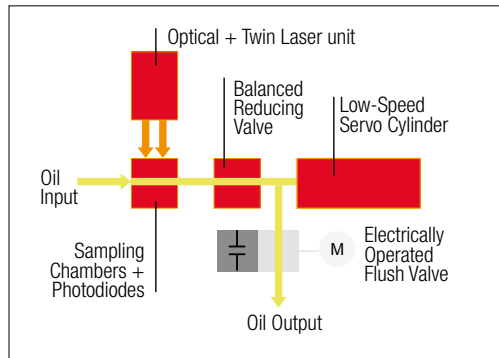 Optical + Twin Laser unit
Balanced
Reducing
Valve
Low-Speed
Servo Cylinder
Oil
Input
Sampling
Chambers +
Photodiodes
M
Electrically
Operated
Flush Valve
Oil Output